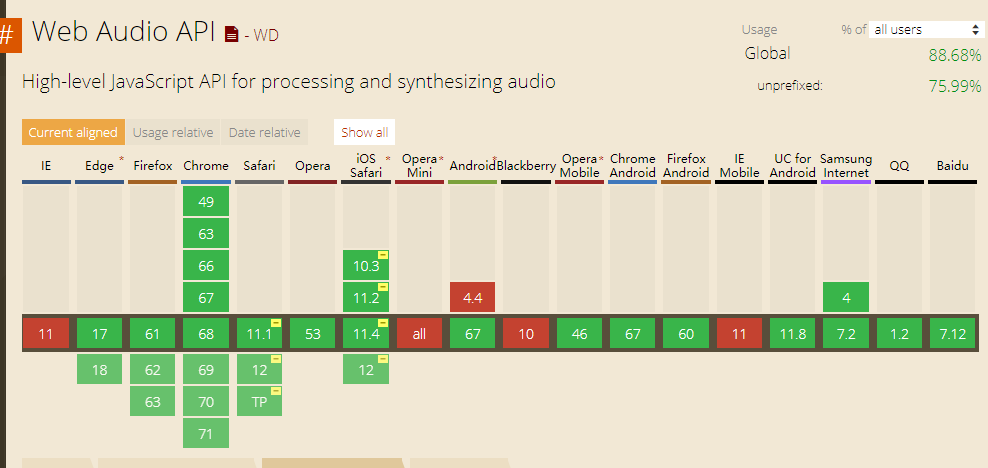 #
Web Audio API - WD
Usage % of all users
Global 88.68%
unprefixed: 75.99%
High-level JavaScript API for processing and synthesizing audio
Current aligned Usage relative Date relative Show all
IE Edge* Firefox Chrome Safari* Opera iOS Safari* Opera Mini* Android* Blackberry Opera Mobile* Chrome Android Firefox Android IE Mobile UC for Android Samsung Internet QQ Baidu
49
63
66 10.3
67 11.2 4.4 4
11 17 61 68 11.1 53 11.4 all 67 10 46 67 60 11 11.8 7.2 1.2 7.12
18 62 69 12 12
63 70 TP
71